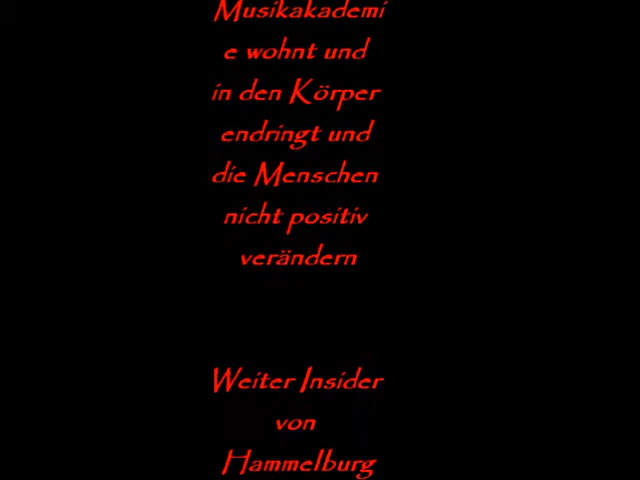 Musikakademi
e wohnt und
in den Körper
endringt und
die Menschen
nicht positiv
verändern
Weiter Insider
von
Hammelburg